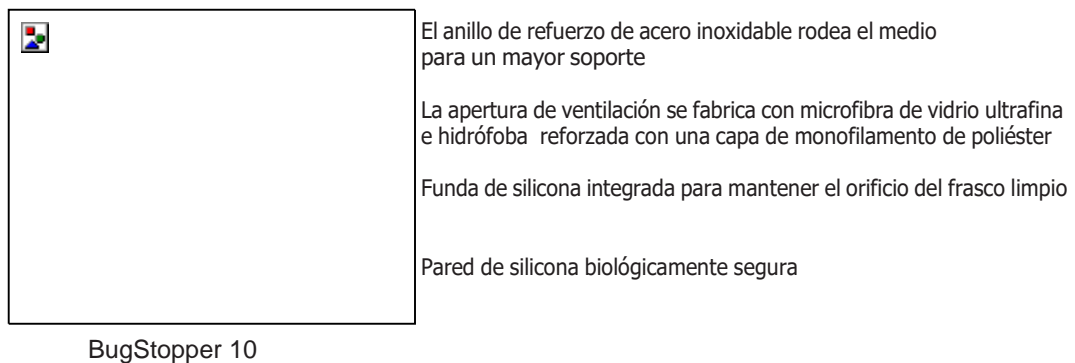 El anillo de refuerzo de acero inoxidable rodea el medio
para un mayor soporte
La apertura de ventilación se fabrica con microfibra de vidrio ultrafina
e hidrófoba reforzada con una capa de monofilamento de poliéster
Funda de silicona integrada para mantener el orificio del frasco limpio
Pared de silicona biológicamente segura
BugStopper 10